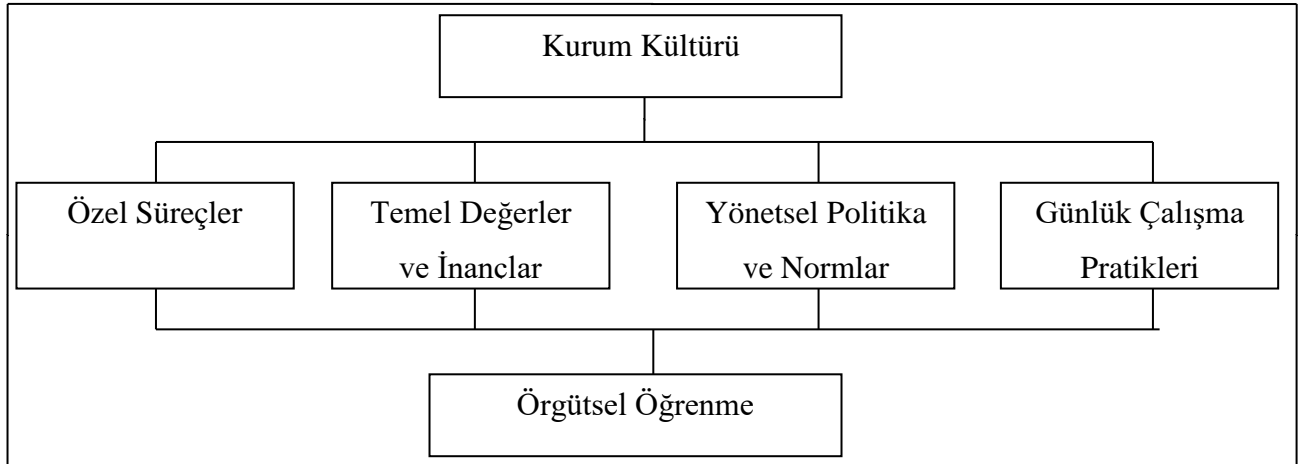 Kurum Kültürü
Özel Süreçler
Temel Değerler
ve İnanclar
Yönetsel Politika
ve Normlar
Günlük Çalışma
Pratikleri
Örgütsel Öğrenme